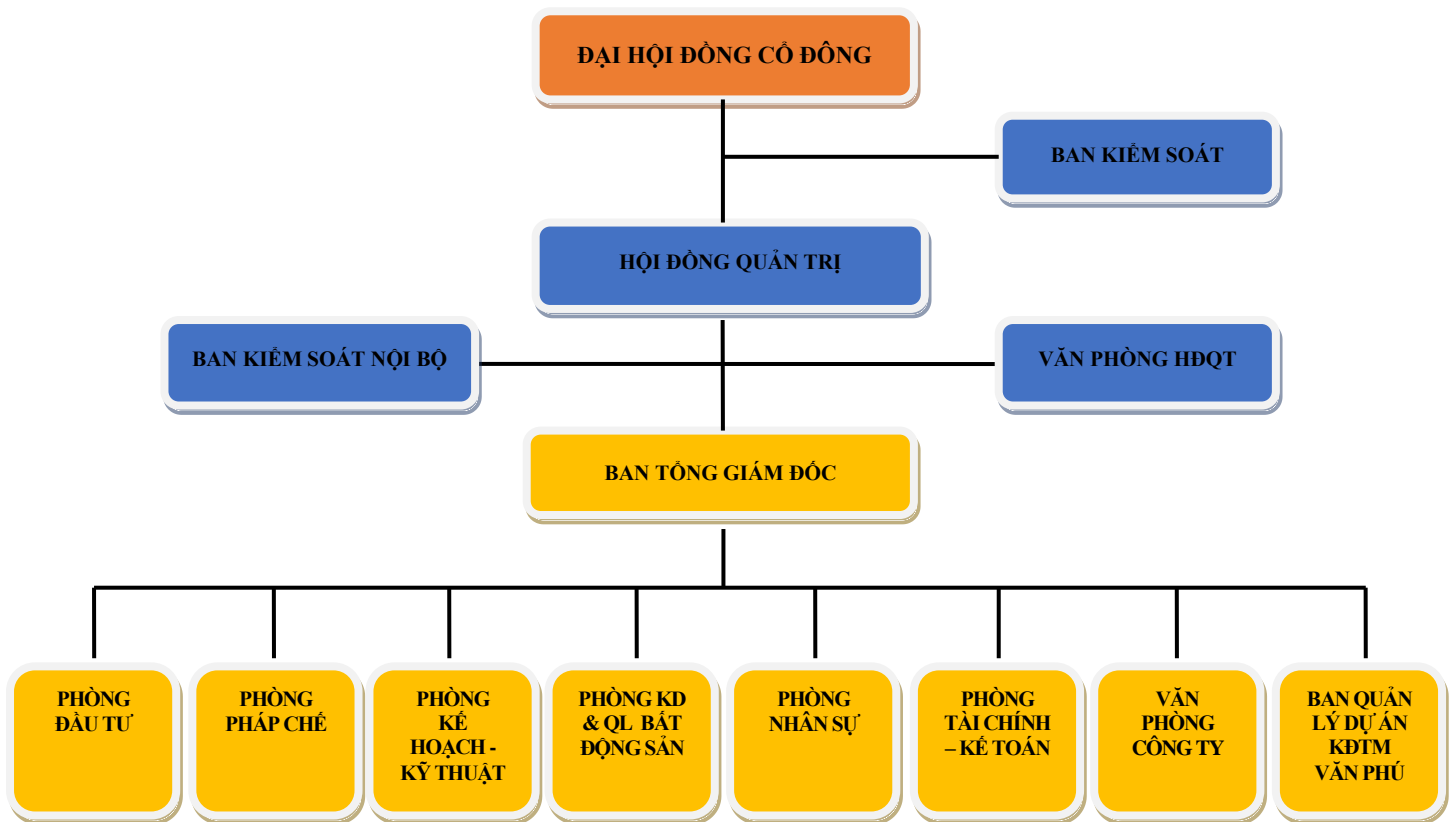 ĐẠI HỘI ĐỒNG CỔ ĐÔNG
BAN KIỂM SOÁT
HỘI ĐỒNG QUẢN TRỊ
BAN KIỂM SOÁT NỘI BỘ
VĂN PHÒNG HĐQT
BAN TỔNG GIÁM ĐỐC
PHÒNG
ĐẦU TƯ
PHÒNG
PHÁP CHẾ
PHÒNG
KẾ
HOẠCH -
KỸ THUẬT
PHÒNG KD
& QL BẤT
ĐỘNG SẢN
PHÒNG
NHÂN SỰ
PHÒNG
TÀI CHÍNH
– KẾ TOÁN
VĂN
PHÒNG
CÔNG TY
BAN QUẢN
LÝ DỰ ÁN
KĐTM
VĂN PHÚ